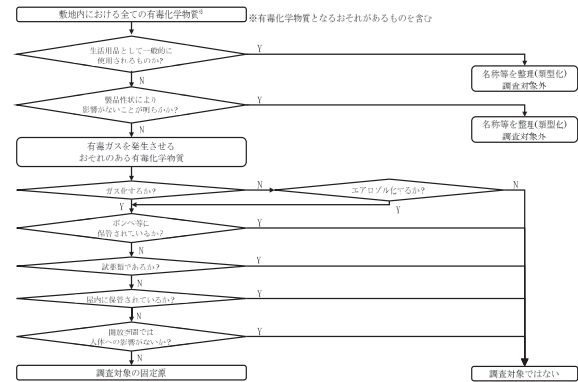 敷地内における全ての有毒化学物質※
※有毒化学物質となるおそれがあるものを含む
生活用品として一般的に
使用されるものか?
Y
N
名称等を整理(類型化)
調査対象外
製品性状により
影響がないことが明らかか?
Y
N
名称等を整理(類型化)
調査対象外
有毒ガスを発生させる
おそれのある有毒化学物質
ガス化するか?
N
エアロゾル化するか?
N
Y
Y
ボンベ等に
保管されているか?
Y
N
試薬類であるか?
Y
N
屋内に保管されているか?
Y
N
開放空間では
人体への影響がないか?
Y
N
調査対象の固定源
調査対象ではない